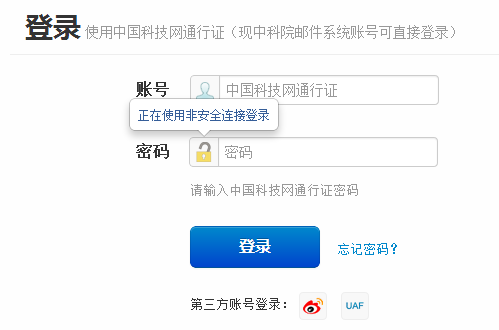 登录 使用中国科技网通行证（现中科院邮件系统账号可直接登录）
账号 中国科技网通行证
正在使用非安全连接登录
密码 密码
请输入中国科技网通行证密码
登录 忘记密码？
第三方账号登录： UAF